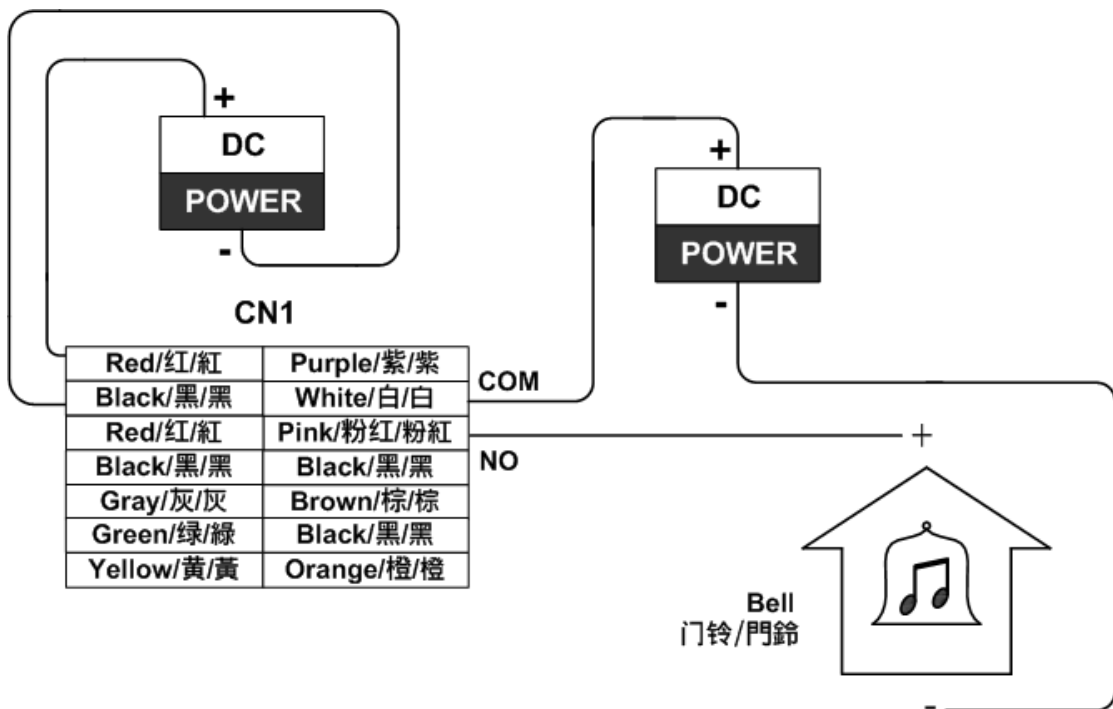 +
DC
POWER
-
+
DC
POWER
-
CN1
Red/红/紅 Purple/紫/紫
COM
Black/黑/黑 White/白/白
Red/红/紅 Pink/粉红/粉紅
NO
+
Black/黑/黑 Black/黑/黑
Gray/灰/灰 Brown/棕/棕
Green/绿/綠 Black/黑/黑
Yellow/黄/黃 Orange/橙/橙
Bell
门铃/門鈴
-